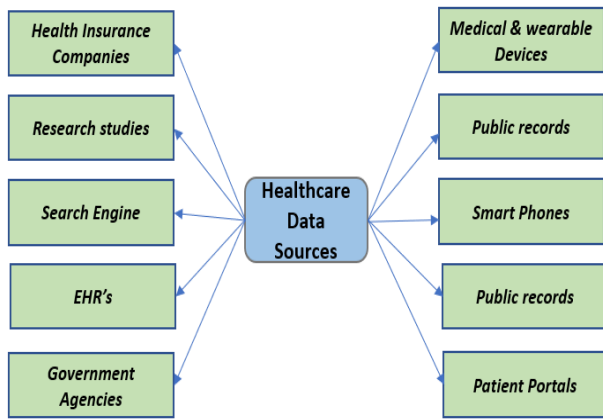 Health Insurance
Companies
Research studies
Search Engine
EHR's
Government
Agencies
Healthcare
Data
Sources
Medical & wearable
Devices
Public records
Smart Phones
Public records
Patient Portals